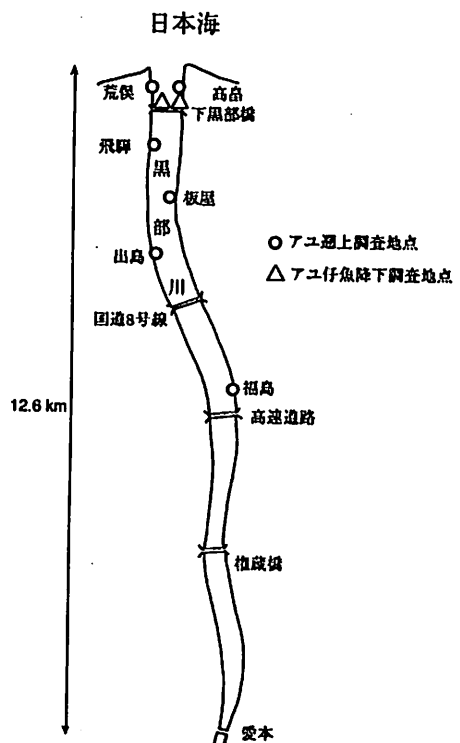 日本海
荒俣
高畠
下黒部橋
飛騨
黒
板屋
部
○ アユ遡上調査地点
出島
△ アユ仔魚降下調査地点
川
国道8号線
福島
12.6 km
高速道路
権蔵橋
愛本